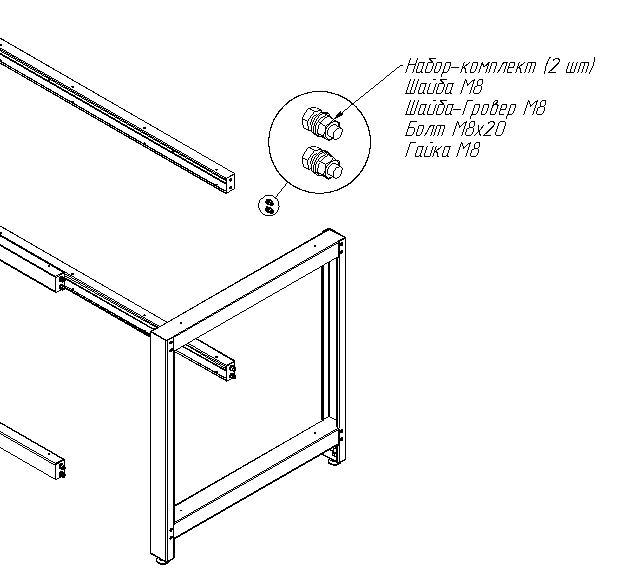 Набор-комплект (2 шт)
Шайба М8
Шайба-Гровер М8
Болт М8х20
Гайка М8